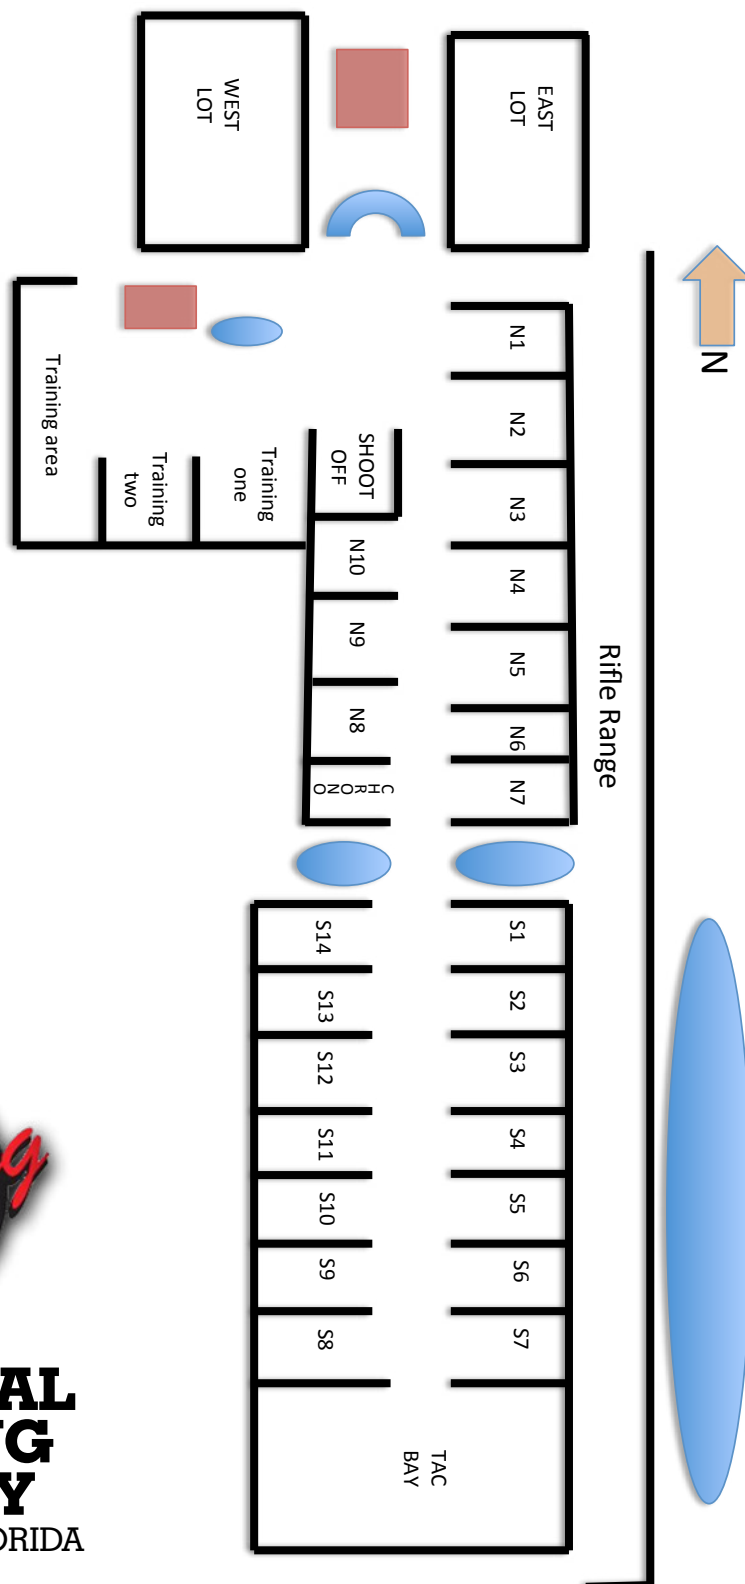 WEST
LOT
EAST
LOT
N
Training area
Training
two
Training
one
SHOOT
OFF
N1
N2
N3
N4
N5
N6
N7
N10
N9
N8
CHRONO
Rifle Range
S14
S13
S12
S11
S10
S9
S8
S1
S2
S3
S4
S5
S6
S7
TAC
BAY